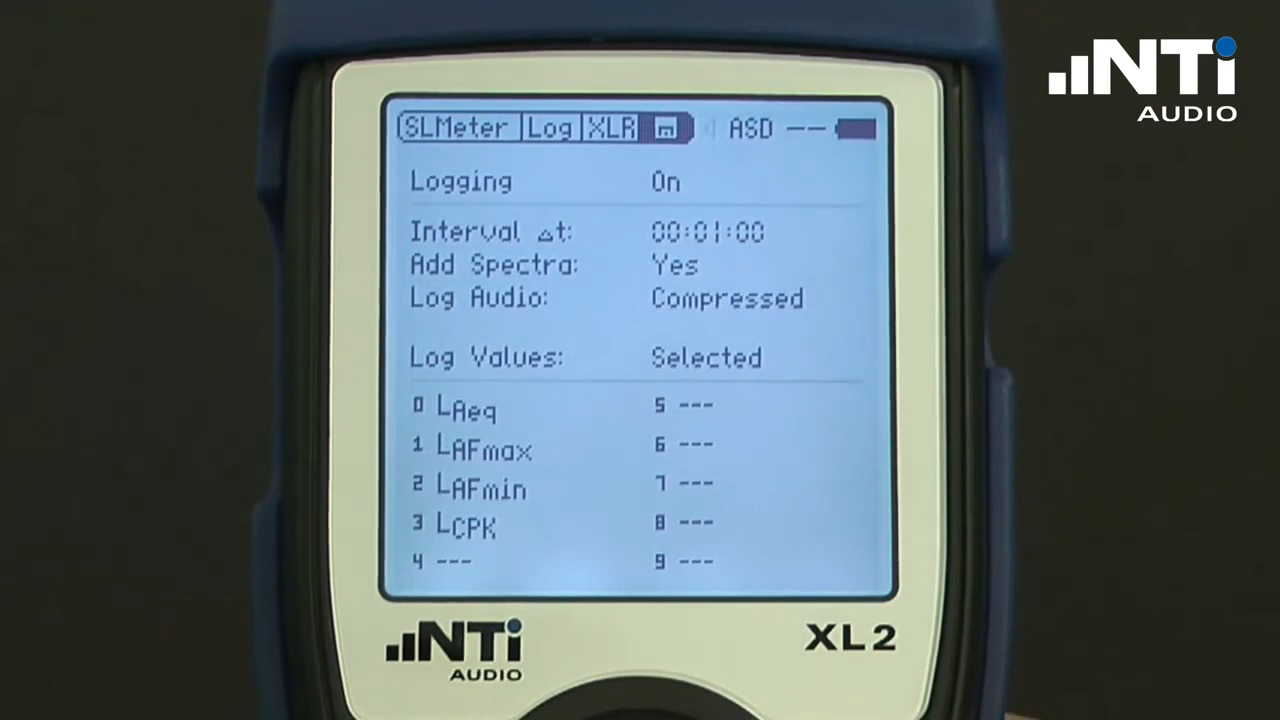 NTi
AUDIO
SLMeter Log XLR ASD --
Logging On
Interval Δt: 00:01:00
Add Spectra: Yes
Log Audio: Compressed
Log Values: Selected
0 LAeq 5 ---
1 LAFmax 6 ---
2 LAFmin 7 ---
3 LCPK 8 ---
4 --- 9 ---
NTi
AUDIO
XL2